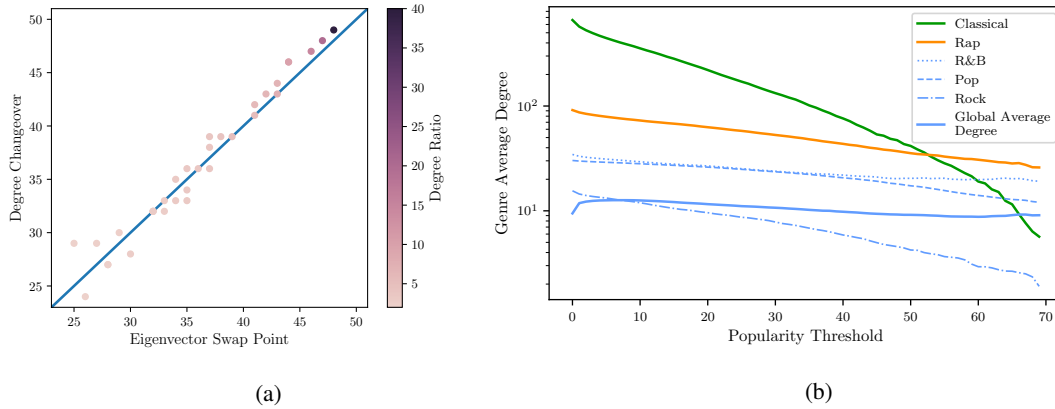 50
45
40
35
30
25
Degree Changeover
25
30
35
40
45
50
Eigenvector Swap Point
40
35
30
25
20
15
10
5
Degree Ratio
(a)
10²
10¹
Genre Average Degree
0
10
20
30
40
50
60
70
Popularity Threshold
Classical
Rap
R&B
Pop
Rock
Global Average
Degree
(b)